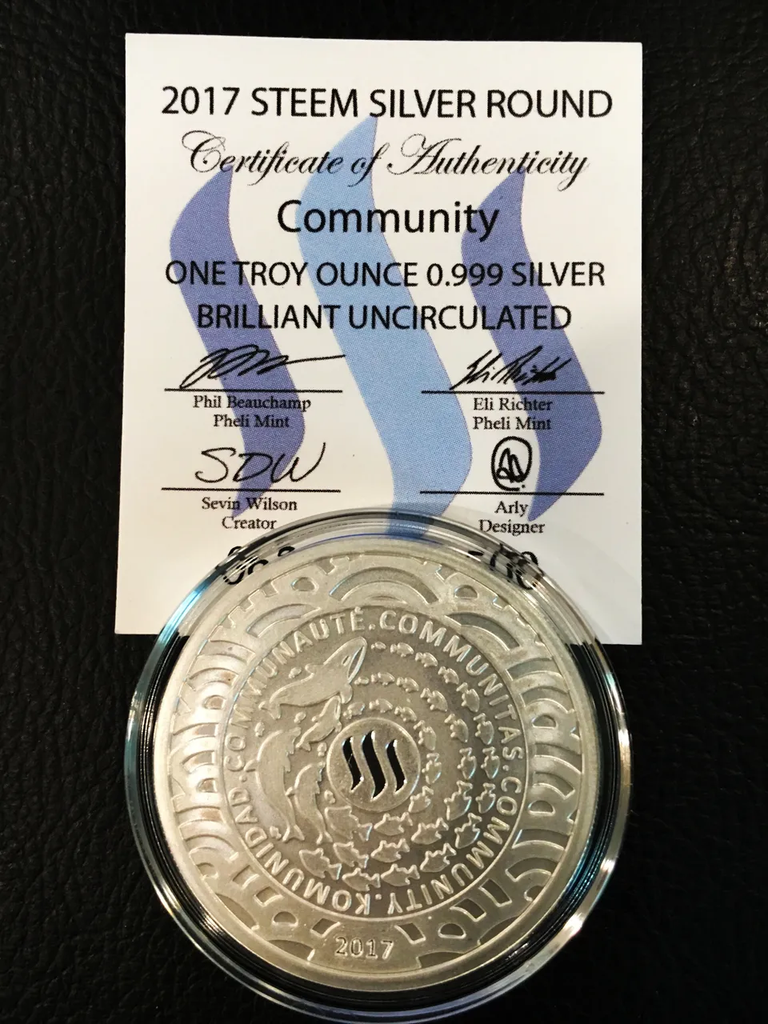 2017 STEEM SILVER ROUND
Certificate of Authenticity
Community
ONE TROY OUNCE 0.999 SILVER
BRILLIANT UNCIRCULATED
Phil Beauchamp
Pheli Mint
Eli Richter
Pheli Mint
SDW
Sevin Wilson
Creator
Arly
Designer
KOMUNIDAD.COMMUNAUTÉ.COMMUNITAS.COMMUNITY.
2017